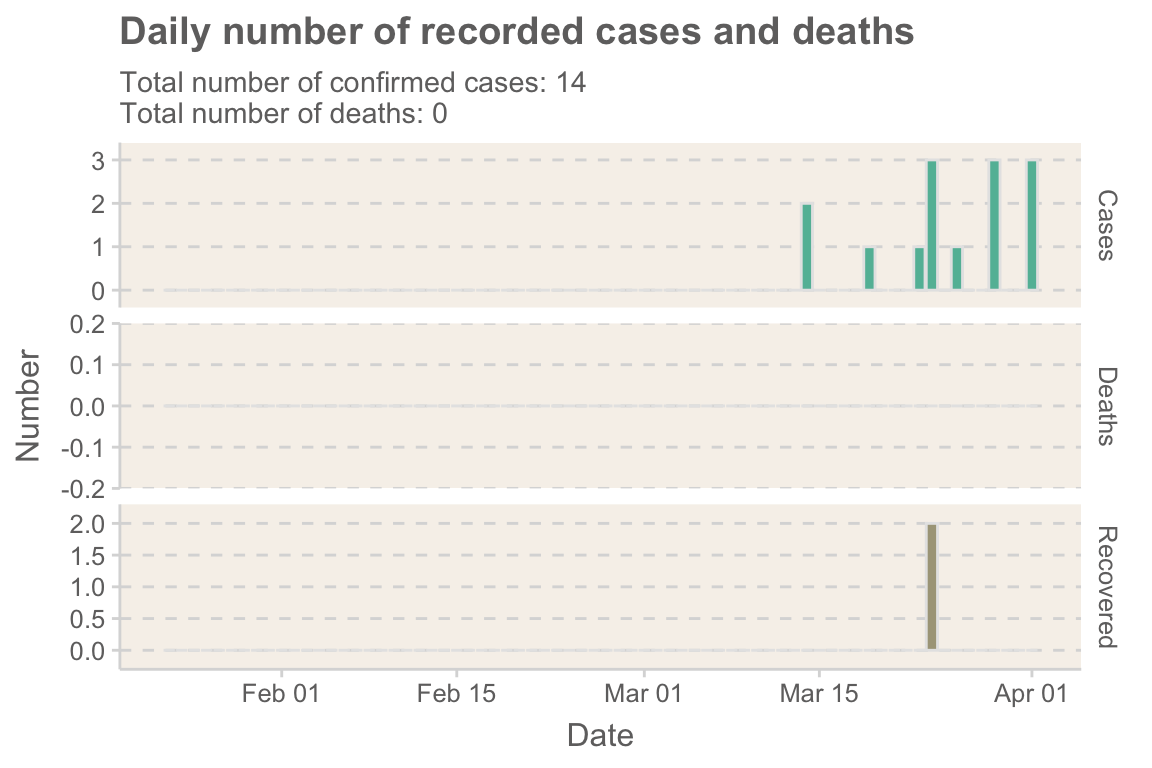 Daily number of recorded cases and deaths
Total number of confirmed cases: 14
Total number of deaths: 0
3
2
1
0
Cases
0.2
0.1
0.0
-0.1
-0.2
Deaths
Number
2.0
1.5
1.0
0.5
0.0
Recovered
Feb 01 Feb 15 Mar 01 Mar 15 Apr 01
Date